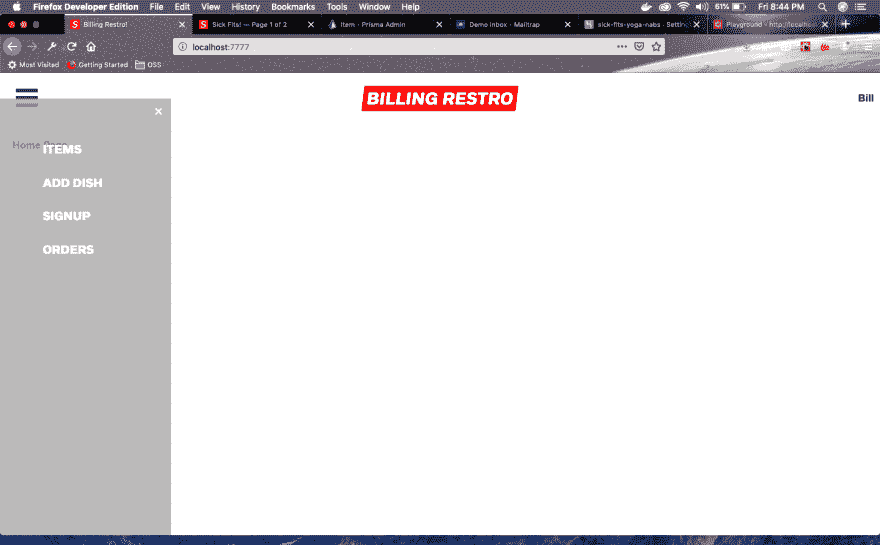 Firefox Developer Edition File Edit View History Bookmarks Tools Window Help 61% Fri 8:44 PM
Billing Restro! Sick Fits! — Page 1 of 2 Item · Prisma Admin Demo Inbox · Mailtrap sick-fits-yoga-nabs · Setting Playground - http://localho
localhost:7777
Most Visited Getting Started OSS
BILLING RESTRO
Bill
Home Page
ITEMS
ADD DISH
SIGNUP
ORDERS